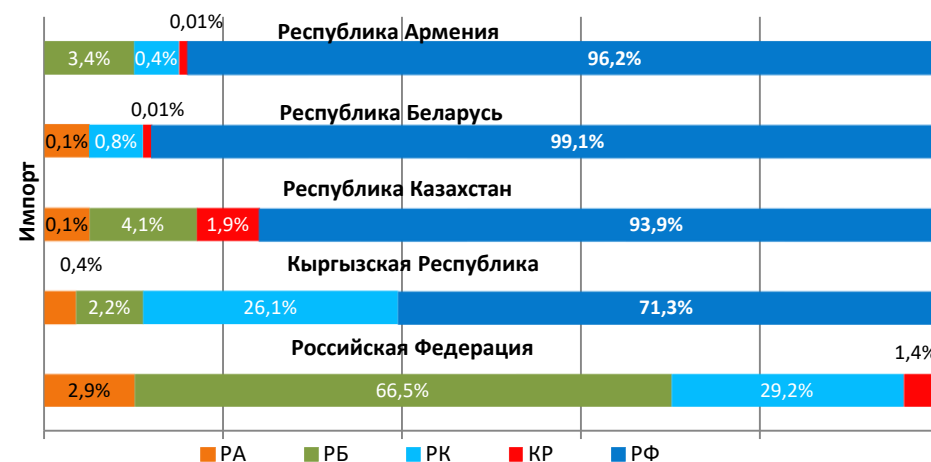 0,01%
Республика Армения
3,4% 0,4% 96,2%
0,01%
Республика Беларусь
0,1% 0,8% 99,1%
Импорт
Республика Казахстан
0,1% 4,1% 1,9% 93,9%
0,4%
Кыргызская Республика
2,2% 26,1% 71,3%
Российская Федерация
1,4%
2,9% 66,5% 29,2%
РА РБ РК КР РФ